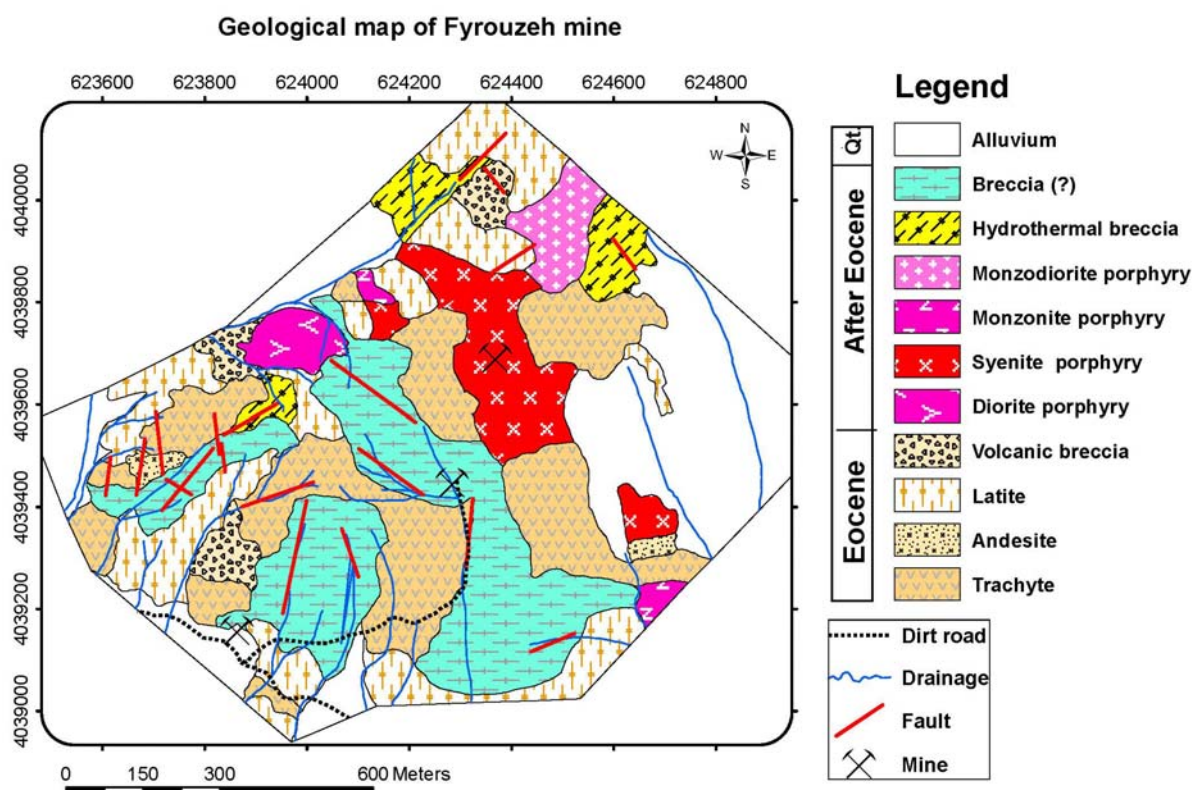 Geological map of Fyrouzeh mine
623600 623800 624000 624200 624400 624600 624800
4040000
4039800
4039600
4039400
4039200
4039000
N
W E
S
0 150 300 600 Meters
Legend
Qt.
After Eocene
Eocene
Alluvium
Breccia (?)
Hydrothermal breccia
Monzodiorite porphyry
Monzonite porphyry
Syenite porphyry
Diorite porphyry
Volcanic breccia
Latite
Andesite
Trachyte
Dirt road
Drainage
Fault
Mine